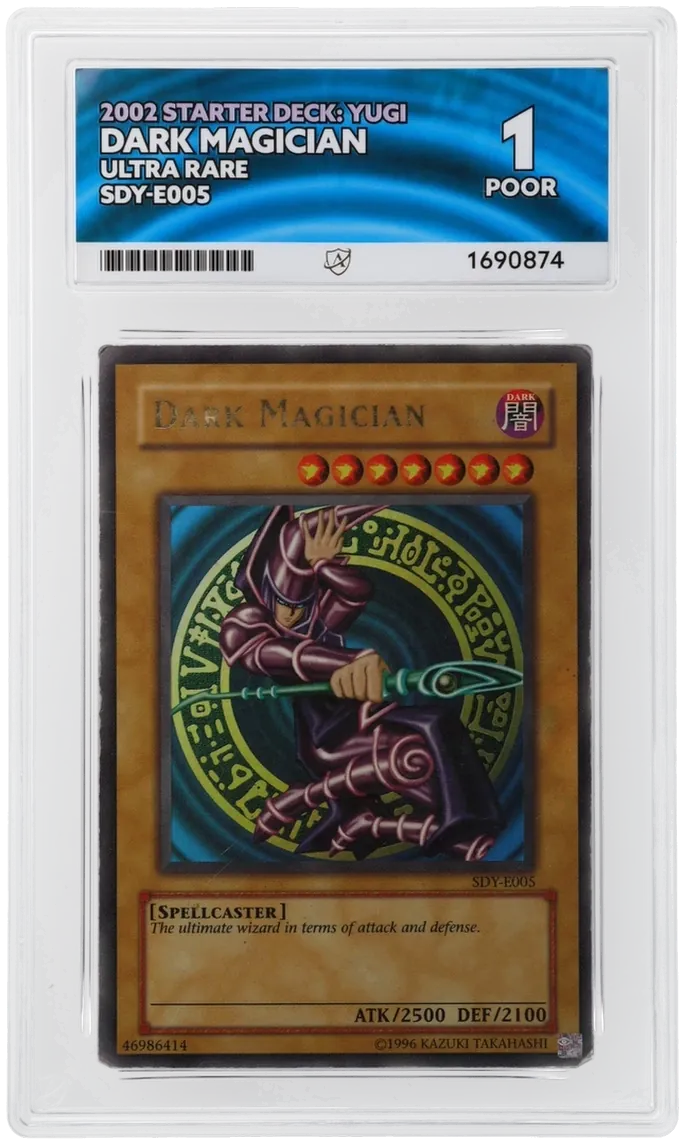 2002 STARTER DECK: YUGI
DARK MAGICIAN
ULTRA RARE
SDY-E005
1
POOR
1690874
DARK MAGICIAN
DARK
闇
SDY-E005
[SPELLCASTER]
The ultimate wizard in terms of attack and defense.
ATK/2500 DEF/2100
46986414
©1996 KAZUKI TAKAHASHI